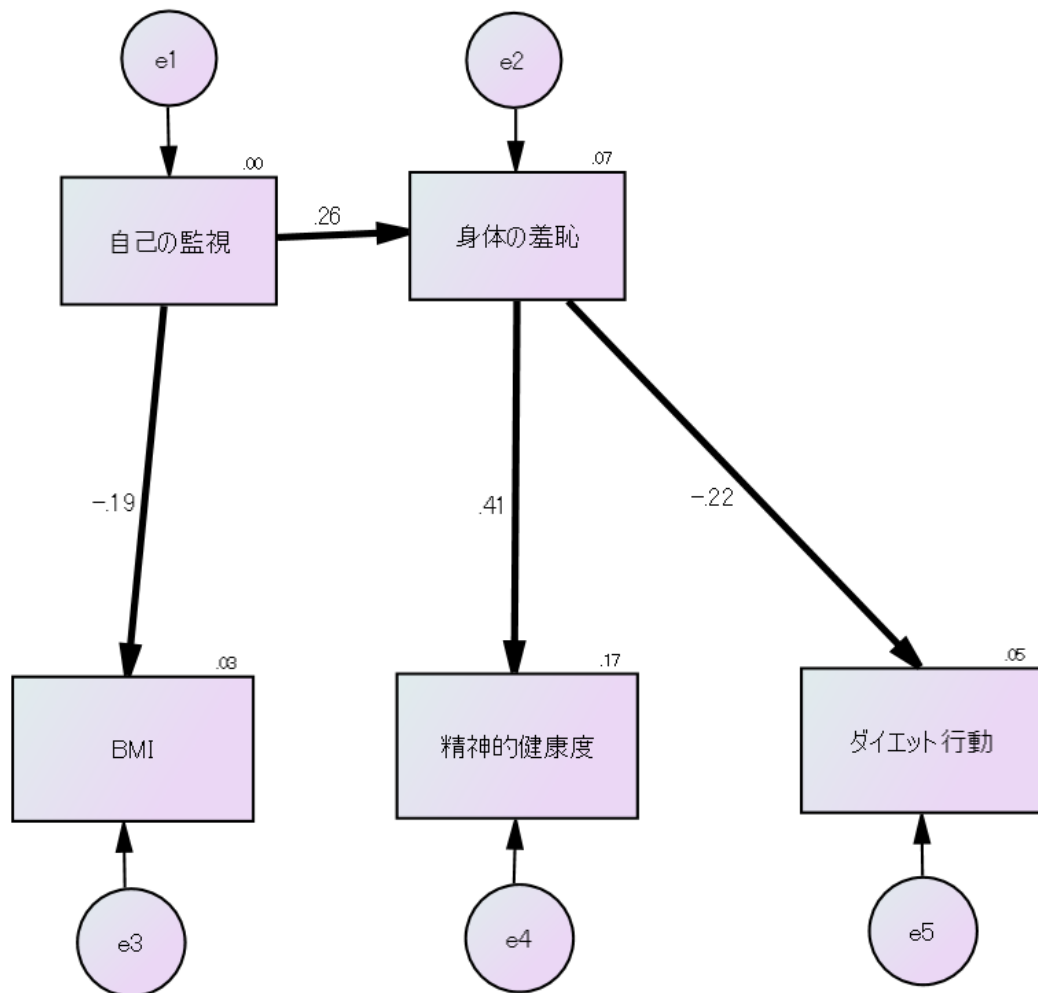 e1
e2
.00
.07
自己の監視
.26
身体の羞恥
-.19
.41
-.22
.03
.17
.05
BMI
精神的健康度
ダイエット行動
e3
e4
e5